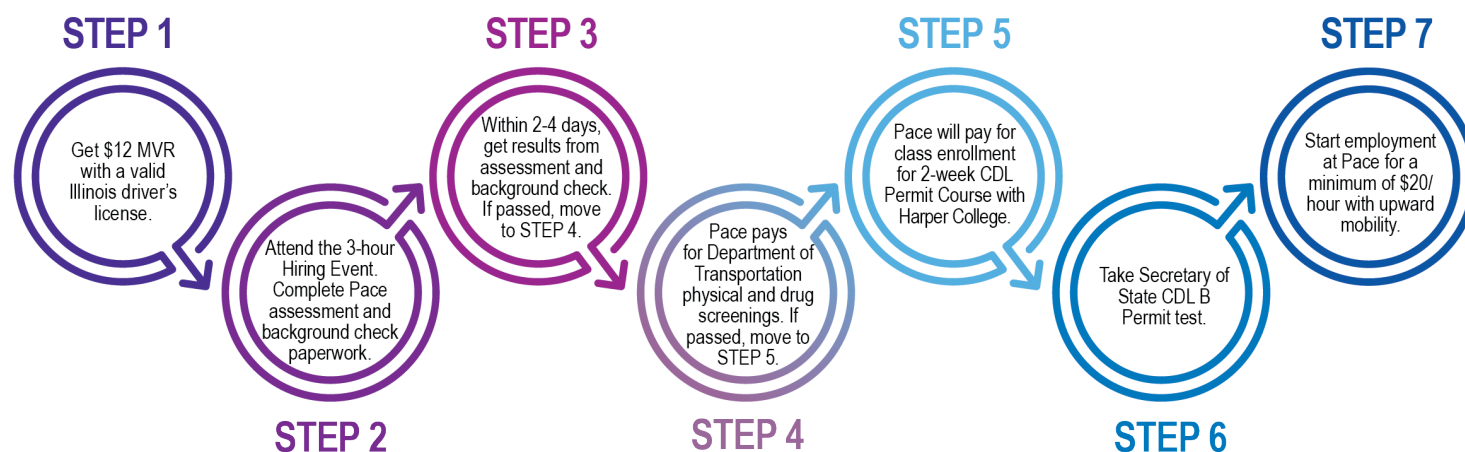 STEP 1
Get $12 MVR
with a valid
Illinois driver's
license.
STEP 2
Attend the 3-hour
Hiring Event.
Complete Pace
assessment and
background check
paperwork.
STEP 3
Within 2-4 days,
get results from
assessment and
background check.
If passed, move
to STEP 4.
STEP 4
Pace pays
for Department of
Transportation
physical and drug
screenings. If
passed, move to
STEP 5.
STEP 5
Pace will pay for
class enrollment
for 2-week CDL
Permit Course with
Harper College.
STEP 6
Take Secretary of
State CDL B
Permit test.
STEP 7
Start employment
at Pace for a
minimum of $20/
hour with upward
mobility.